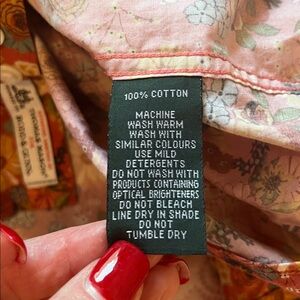 100% COTTON
MACHINE
WASH WARM
WASH WITH
SIMILAR COLOURS
USE MILD
DETERGENTS
DO NOT WASH WITH
PRODUCTS CONTAINING
OPTICAL BRIGHTENERS
DO NOT BLEACH
LINE DRY IN SHADE
DO NOT
TUMBLE DRY